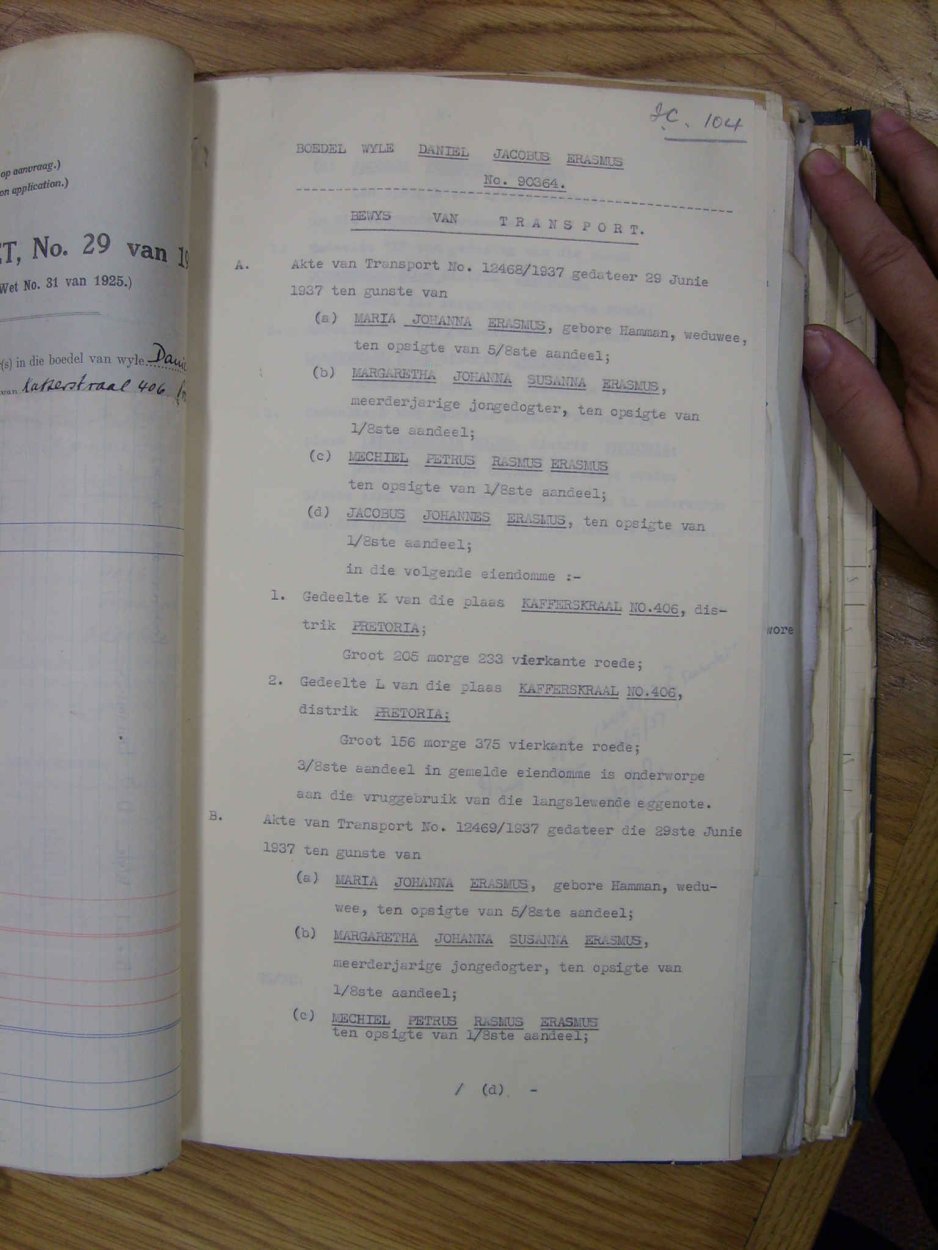 op aanvraag.)
on application.)
ET, No. 29 van 19
Wet No. 31 van 1925.)
(s) in die boedel van wyle Danie
van
406
J.C. 104
BOEDEL WYLE DANIEL JACOBUS ERASMUS
No. 90364.
BEWYS VAN TRANSPORT.
A. Akte van Transport No. 12468/1937 gedateer 29 Junie
1937 ten gunste van
(a) MARIA JOHANNA ERASMUS, gebore Hamman, weduwee,
ten opsigte van 5/8ste aandeel;
(b) MARGARETHA JOHANNA SUSANNA ERASMUS,
meerderjarige jongedogter, ten opsigte van
1/8ste aandeel;
(c) MECHIEL PETRUS RASMUS ERASMUS
ten opsigte van 1/8ste aandeel;
(d) JACOBUS JOHANNES ERASMUS, ten opsigte van
1/8ste aandeel;
in die volgende eiendomme :-
1. Gedeelte K van die plaas KAFFERSKRAAL NO.406, dis-
trik PRETORIA;
Groot 205 morge 233 vierkante roede;
2. Gedeelte L van die plaas KAFFERSKRAAL NO.406,
distrik PRETORIA;
Groot 156 morge 375 vierkante roede;
3/8ste aandeel in gemelde eiendomme is onderworpe
aan die vruggebruik van die langslewende eggenote.
B. Akte van Transport No. 12469/1937 gedateer die 29ste Junie
1937 ten gunste van
(a) MARIA JOHANNA ERASMUS, gebore Hamman, wedu-
wee, ten opsigte van 5/8ste aandeel;
(b) MARGARETHA JOHANNA SUSANNA ERASMUS,
meerderjarige jongedogter, ten opsigte van
1/8ste aandeel;
(c) MECHIEL PETRUS RASMUS ERASMUS
ten opsigte van 1/8ste aandeel;
/ (d) -
wore